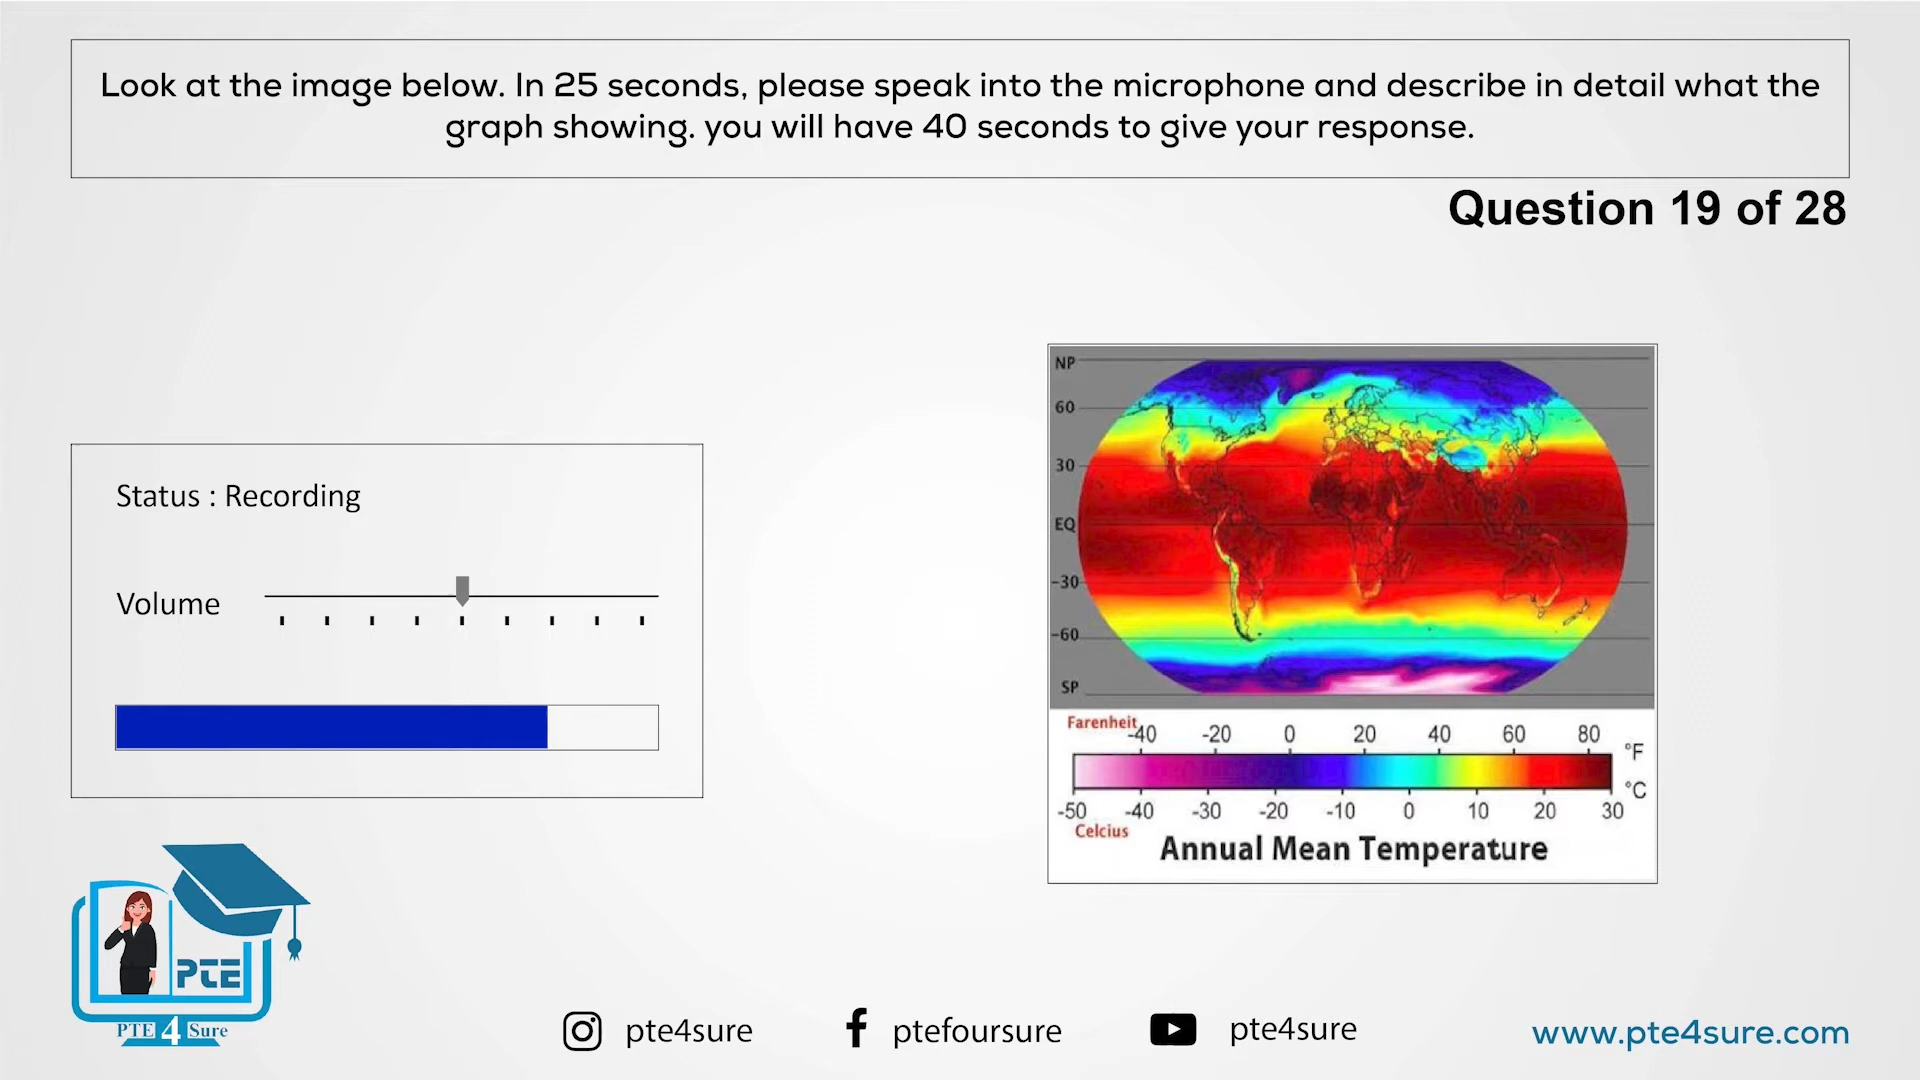 Look at the image below. In 25 seconds, please speak into the microphone and describe in detail what the
graph showing. you will have 40 seconds to give your response.
Question 19 of 28
Status : Recording
Volume
NP
60
30
EQ
-30
-60
SP
Farenheit
-40 -20 0 20 40 60 80
°F
°C
-50 -40 -30 -20 -10 0 10 20 30
Celcius
Annual Mean Temperature
PTE
PTE 4 Sure
pte4sure
ptefoursure
pte4sure
www.pte4sure.com